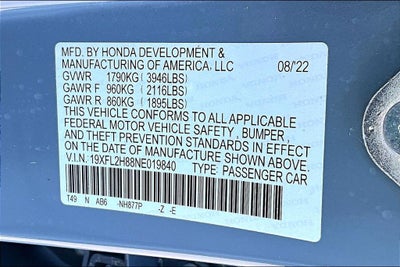 MFD. BY HONDA DEVELOPMENT &
MANUFACTURING OF AMERICA, LLC 08/'22
GVWR 1790KG (3946LBS)
GAWR F 960KG (2116LBS)
GAWR R 860KG (1895LBS)
THIS VEHICLE CONFORMS TO ALL APPLICABLE
FEDERAL MOTOR VEHICLE SAFETY, BUMPER,
AND THEFT PREVENTION STANDARDS IN EFFECT
ON THE DATE OF MANUFACTURE SHOWN ABOVE.
V.I.N. 19XFL2H88NE019840 TYPE: PASSENGER CAR
T49 N AB6 -NH877P -Z -E